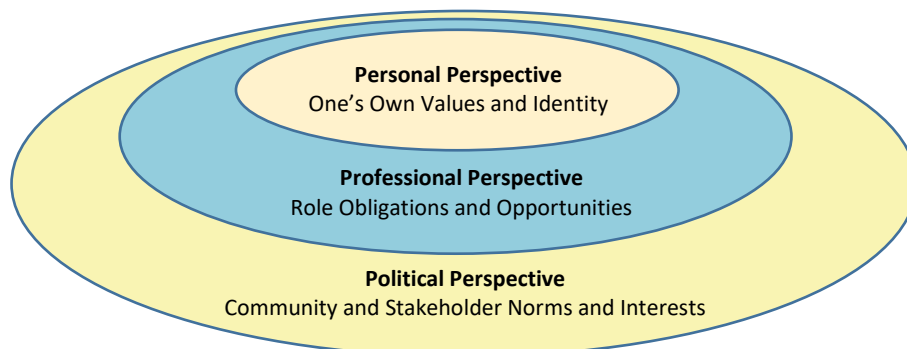 Personal Perspective
One’s Own Values and Identity
Professional Perspective
Role Obligations and Opportunities
Political Perspective
Community and Stakeholder Norms and Interests